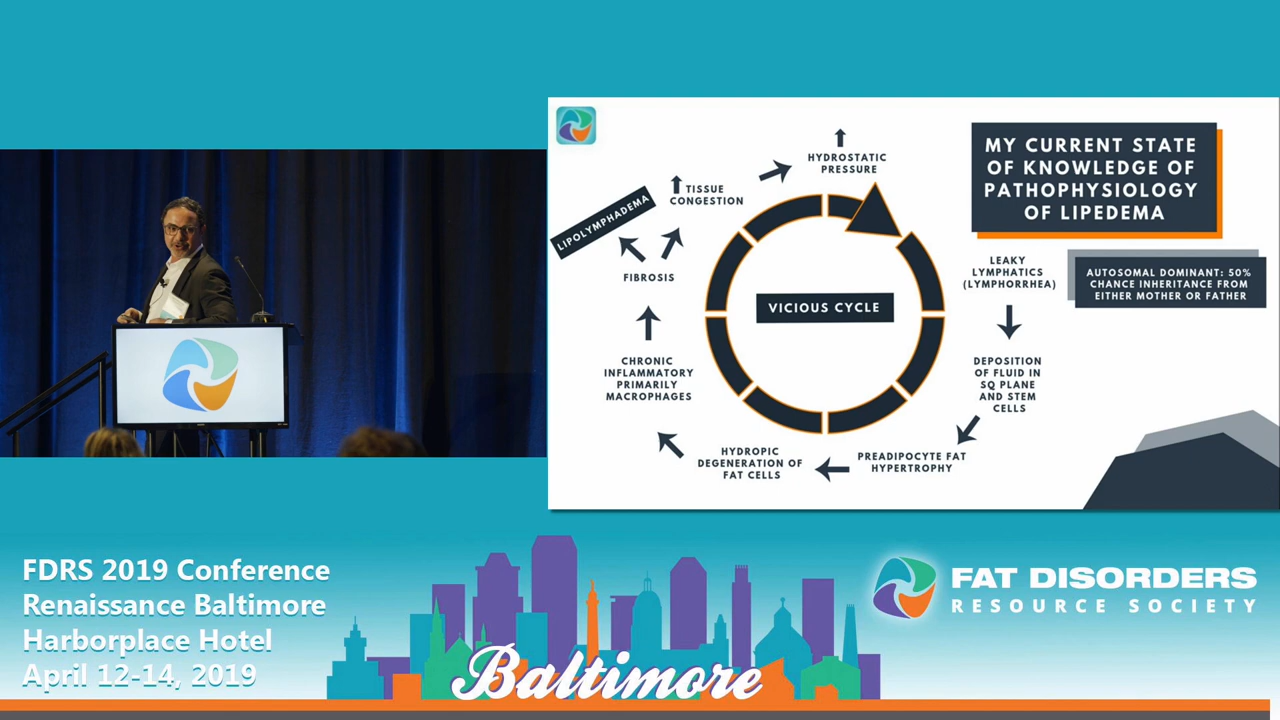 MY CURRENT STATE
OF KNOWLEDGE OF
PATHOPHYSIOLOGY
OF LIPEDEMA
AUTOSOMAL DOMINANT: 50%
CHANCE INHERITANCE FROM
EITHER MOTHER OR FATHER
HYDROSTATIC
PRESSURE
LEAKY
LYMPHATICS
(LYMPHORRHEA)
DEPOSITION
OF FLUID IN
SQ PLANE
AND STEM
CELLS
PREADIPOCYTE FAT
HYPERTROPHY
HYDROPIC
DEGENERATION OF
FAT CELLS
CHRONIC
INFLAMMATORY
PRIMARILY
MACROPHAGES
FIBROSIS
LIPOLYMPHADEMA
TISSUE
CONGESTION
VICIOUS CYCLE
FDRS 2019 Conference
Renaissance Baltimore
Harborplace Hotel
April 12-14, 2019
Baltimore
FAT DISORDERS
RESOURCE SOCIETY